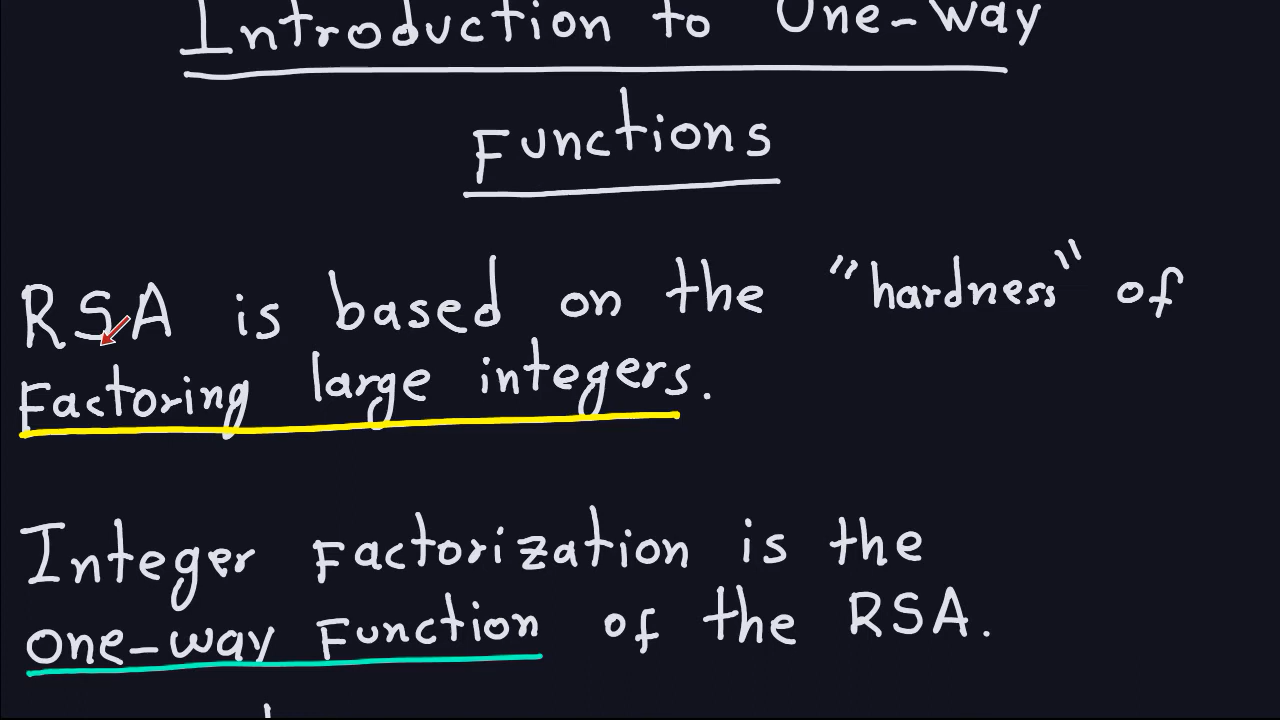 Introduction to One-Way
Functions
RSA is based on the "hardness" of
Factoring large integers.
Integer Factorization is the
one-way Function of the RSA.